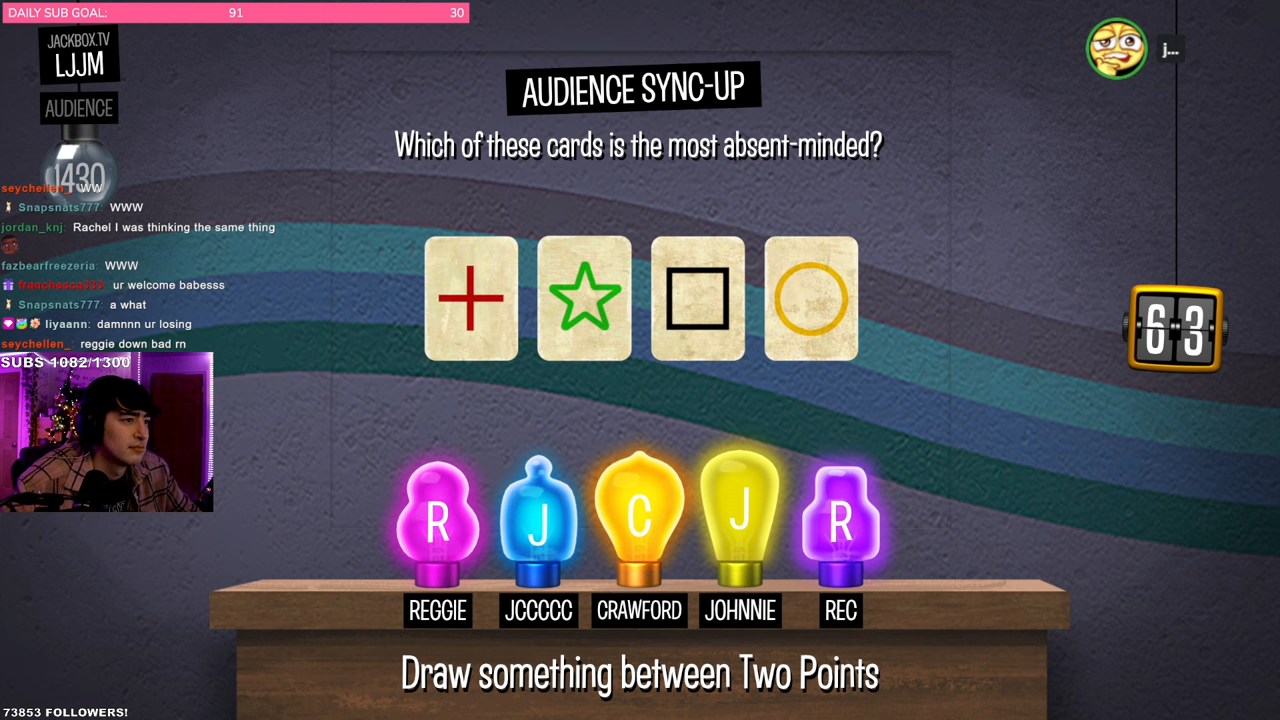 DAILY SUB GOAL: 91 30
JACKBOX.TV
LJJM
AUDIENCE
1430
AUDIENCE SYNC-UP
Which of these cards is the most absent-minded?
j...
seychellen_: WW
Snapsnats777: WWW
jordan_knj: Rachel I was thinking the same thing
fazbearfreezeria: WWW
franchesca333: ur welcome babesss
Snapsnats777: a what
liyaann: damnnn ur losing
seychellen_: reggie down bad rn
SUBS 1082/1300
63
R J C J R
REGGIE JCCCCC CRAWFORD JOHNNIE REC
Draw something between Two Points
73853 FOLLOWERS!